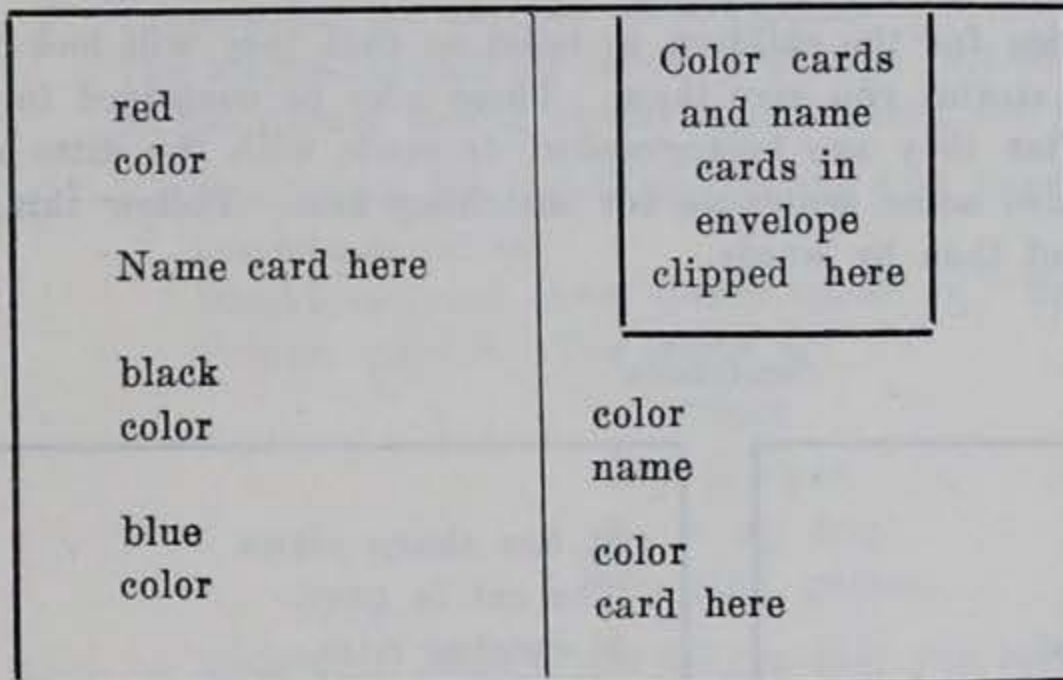 red
color
Name card here
black
color
blue
color
Color cards
and name
cards in
envelope
clipped here
color
name
color
card here